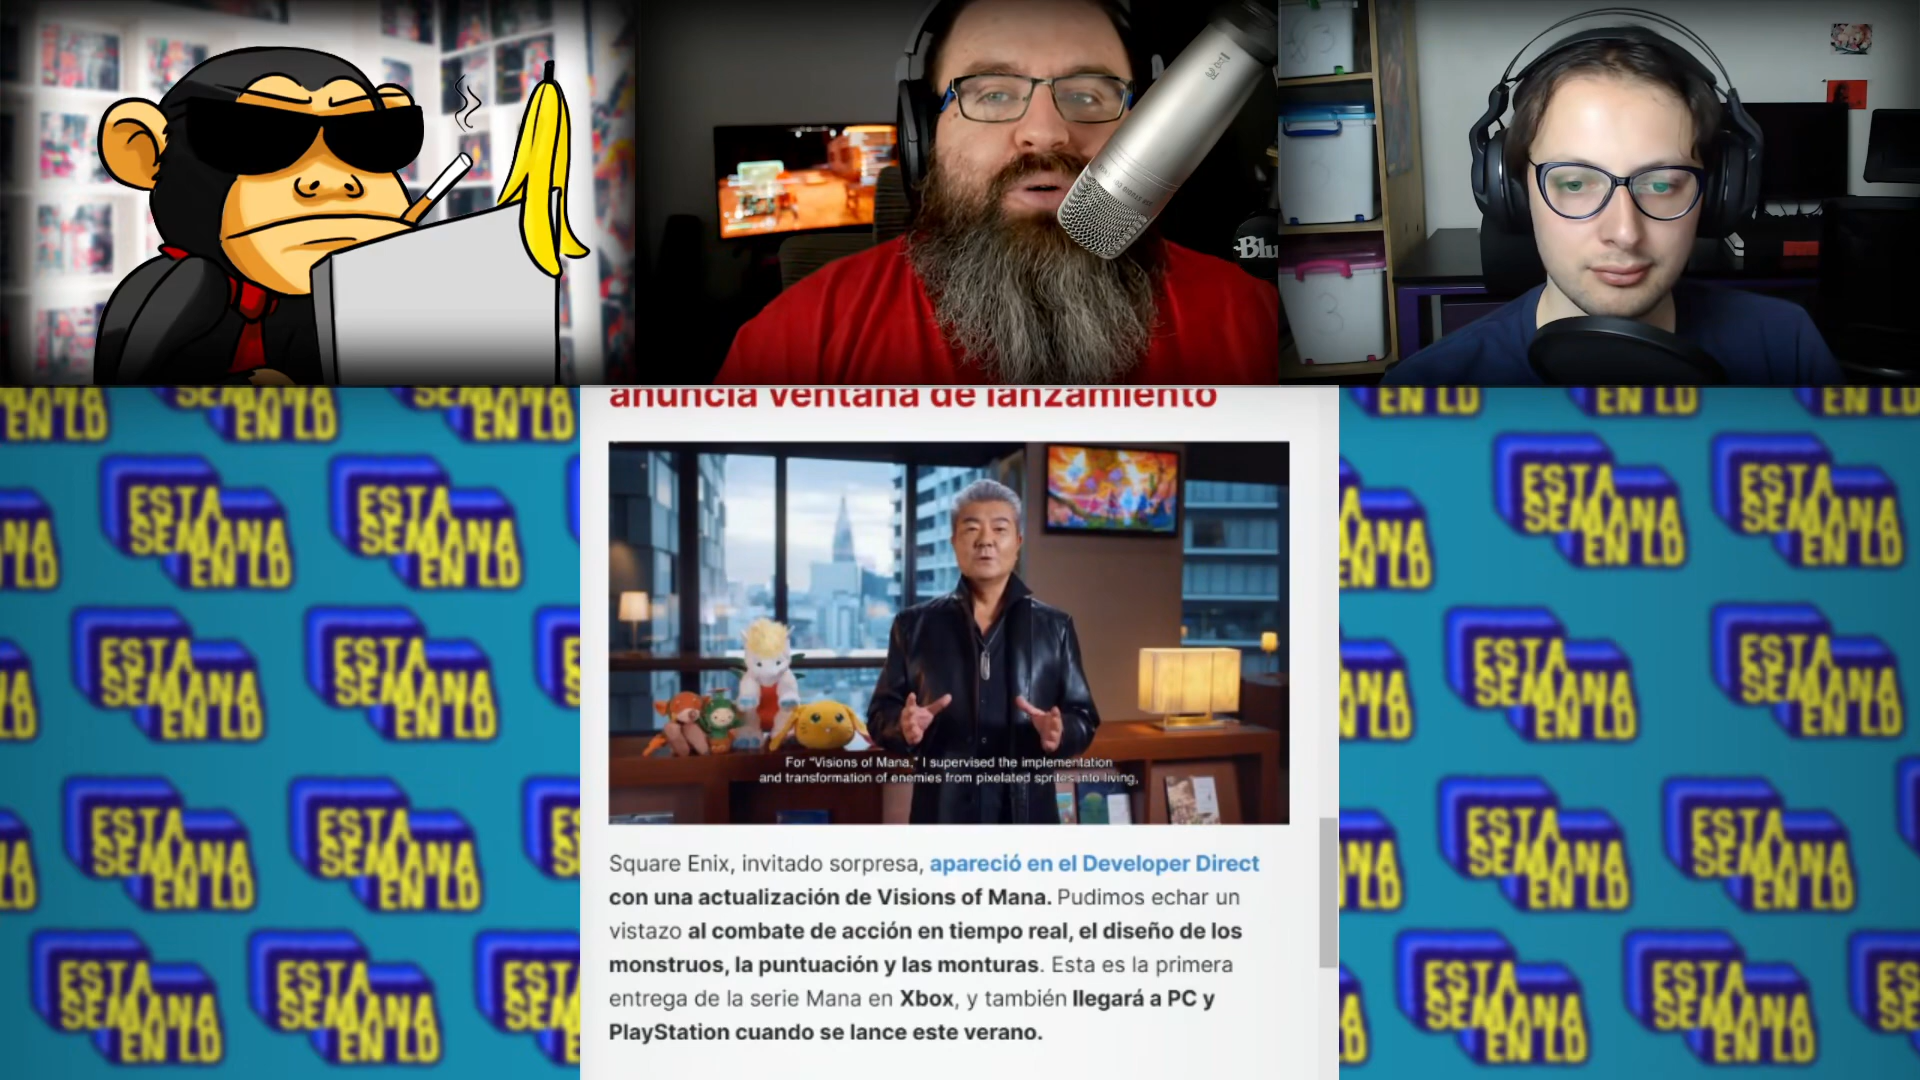 Blu
anuncia ventana de lanzamiento
For "Visions of Mana," I supervised the implementation
and transformation of enemies from pixelated sprites into living,
Square Enix, invitado sorpresa, apareció en el Developer Direct
con una actualización de Visions of Mana. Pudimos echar un
vistazo al combate de acción en tiempo real, el diseño de los
monstruos, la puntuación y las monturas. Esta es la primera
entrega de la serie Mana en Xbox, y también llegará a PC y
PlayStation cuando se lance este verano.
ESTA
SEMANA
EN LD